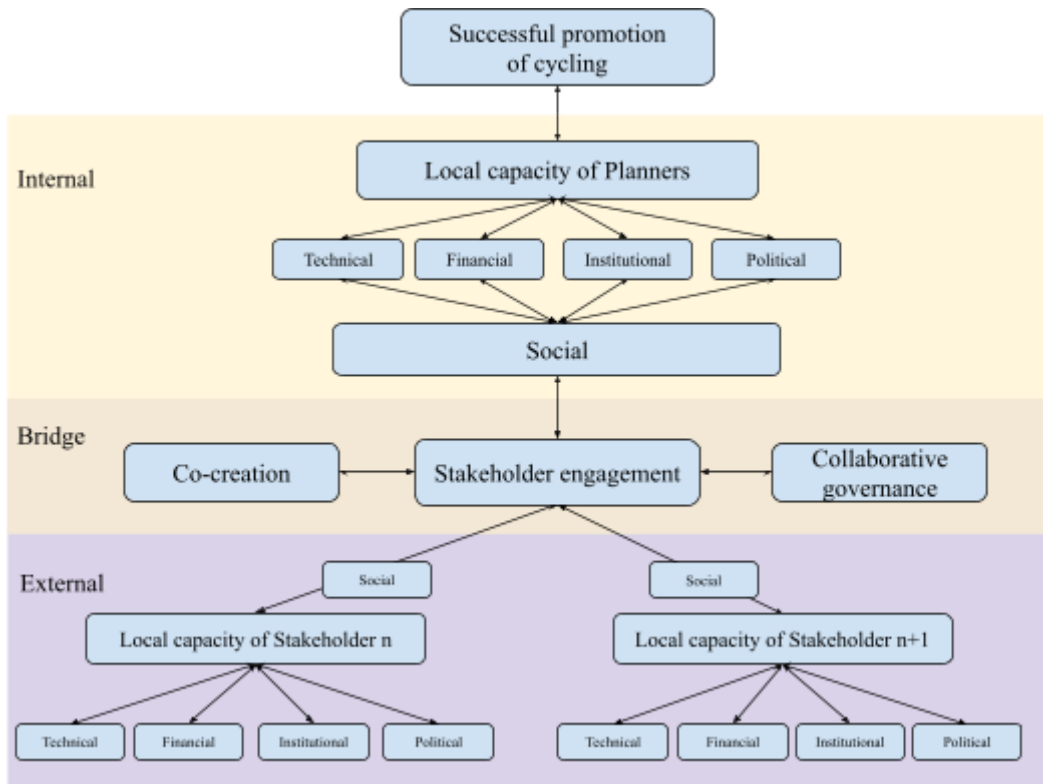 Successful promotion
of cycling
Internal
Local capacity of Planners
Technical
Financial
Institutional
Political
Social
Bridge
Co-creation
Stakeholder engagement
Collaborative
governance
External
Social
Social
Local capacity of Stakeholder n
Local capacity of Stakeholder n+1
Technical
Financial
Institutional
Political
Technical
Financial
Institutional
Political